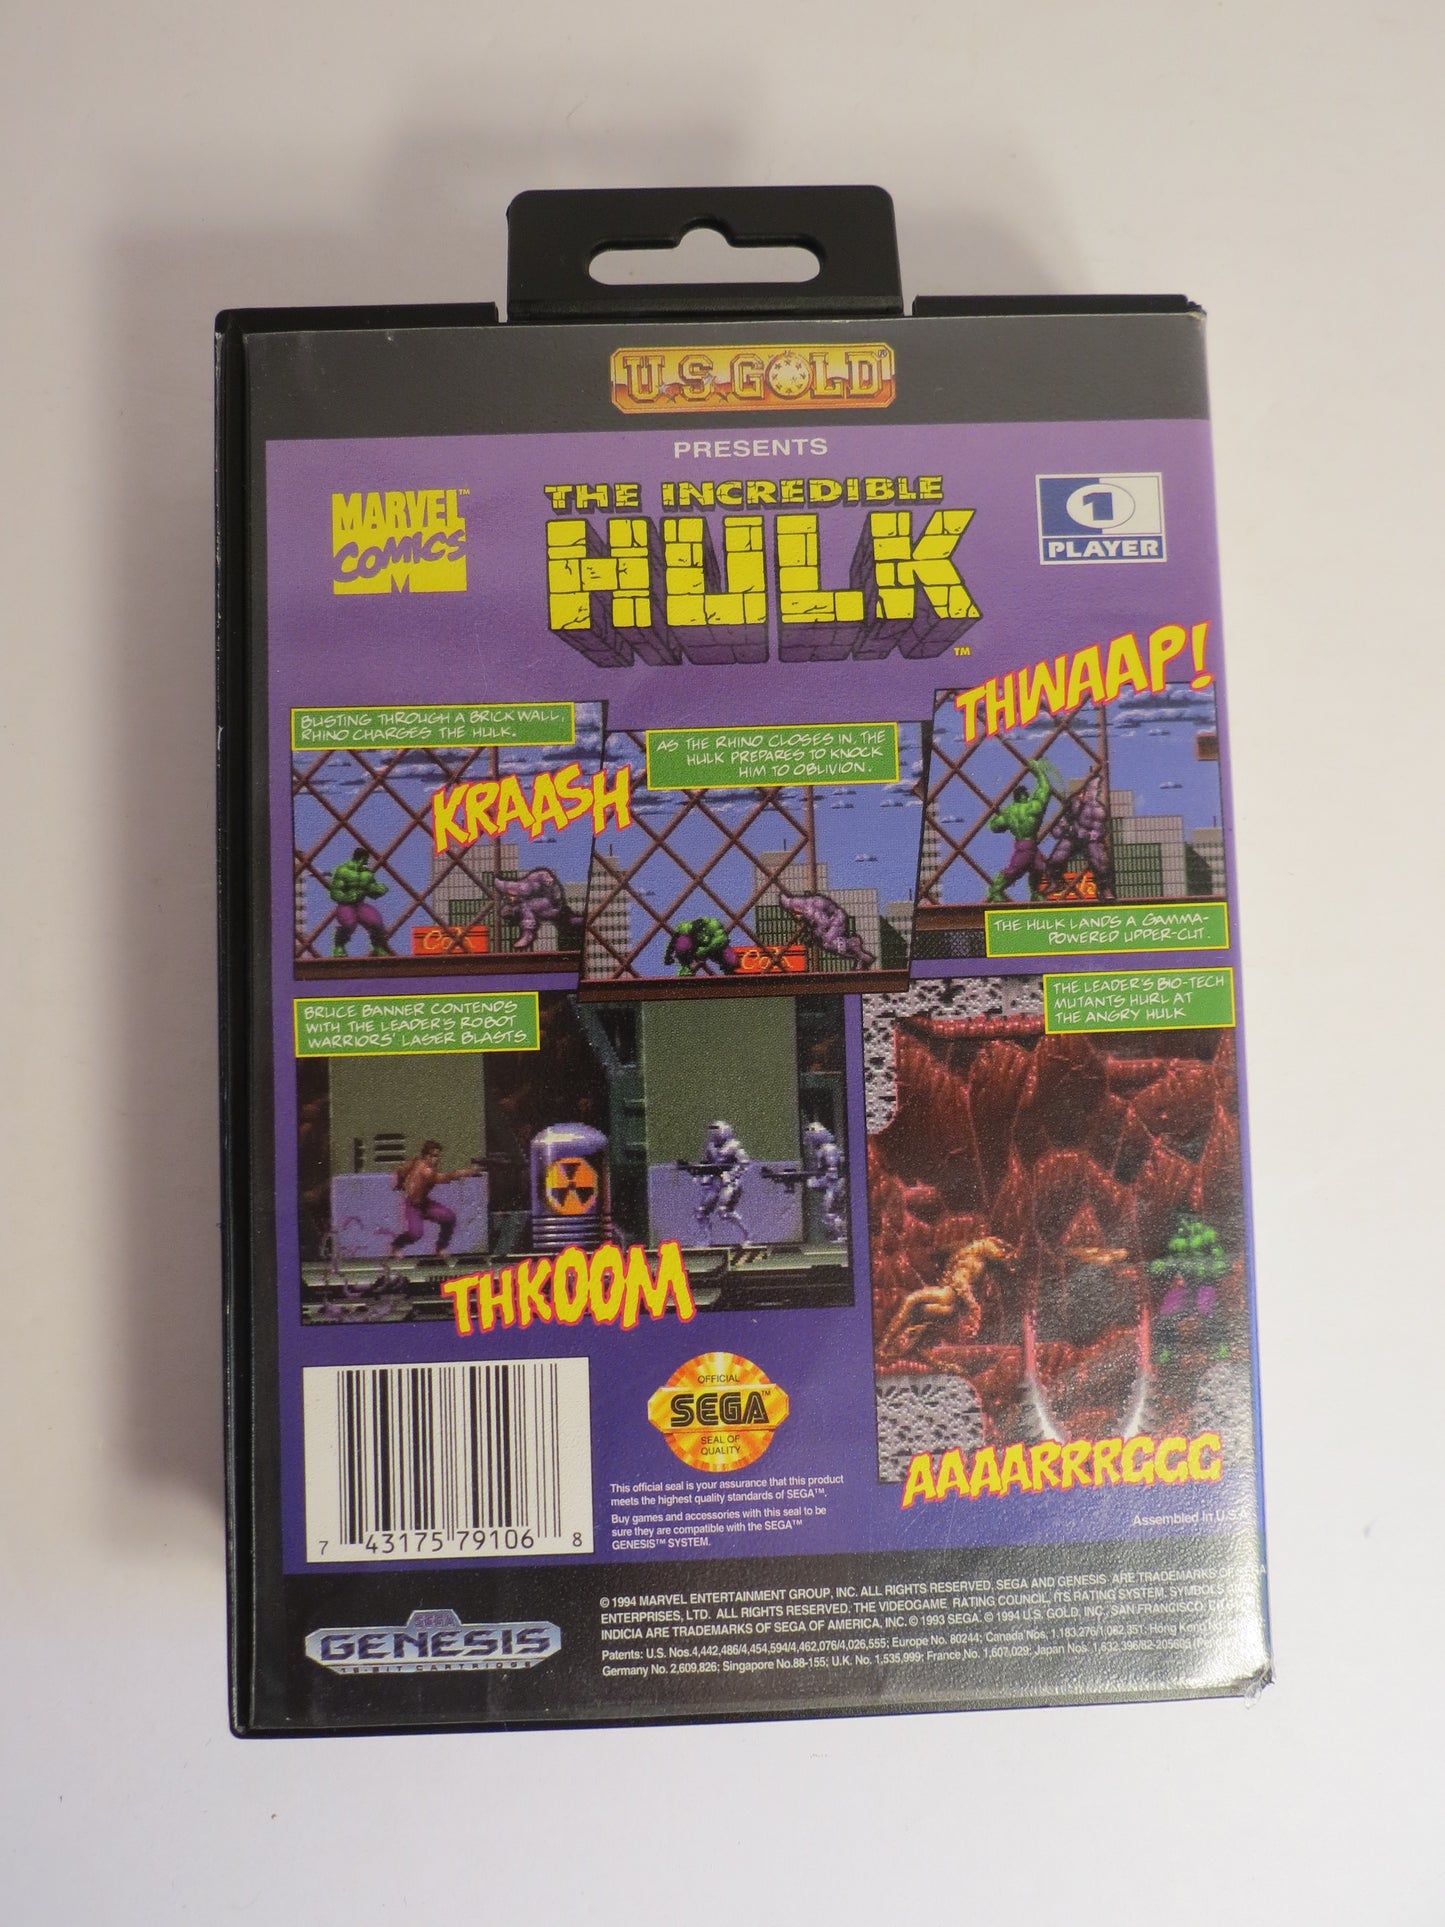 U.S. GOLD®
PRESENTS
MARVEL™
COMICS
THE INCREDIBLE
HULK
™
1
PLAYER
THWAAP!
BUSTING THROUGH A BRICK WALL,
RHINO CHARGES THE HULK.
KRAASH
AS THE RHINO CLOSES IN, THE
HULK PREPARES TO KNOCK
HIM TO OBLIVION.
THE HULK LANDS A GAMMA-
POWERED UPPER-CUT.
BRUCE BANNER CONTENDS
WITH THE LEADER'S ROBOT
WARRIORS' LASER BLASTS.
THE LEADER'S BIO-TECH
MUTANTS HURL AT
THE ANGRY HULK
THKOOM
AAAARRRGGG
OFFICIAL
SEGA™
SEAL OF
QUALITY
This official seal is your assurance that this product
meets the highest quality standards of SEGA™.
Buy games and accessories with this seal to be
sure they are compatible with the SEGA™
GENESIS™ SYSTEM.
7 43175 79106 8
Assembled in U.S.A
SEGA
GENESIS
16-BIT CARTRIDGE
© 1994 MARVEL ENTERTAINMENT GROUP, INC. ALL RIGHTS RESERVED. SEGA AND GENESIS ARE TRADEMARKS OF SEGA
ENTERPRISES, LTD. ALL RIGHTS RESERVED. THE VIDEOGAME RATING COUNCIL, ITS RATING SYSTEM, SYMBOLS AND
INDICIA ARE TRADEMARKS OF SEGA OF AMERICA, INC. © 1993 SEGA. © 1994 U.S. GOLD, INC., SAN FRANCISCO,
Patents: U.S. Nos. 4,442,486/4,454,594/4,462,076/4,026,555; Europe No. 80244; Canada Nos. 1,183,276/1,082,351; Hong Kong No.
Germany No. 2,609,826; Singapore No. 88-155; U.K. No. 1,535,999; France No. 1,607,029; Japan Nos. 1,632,396/82-205605